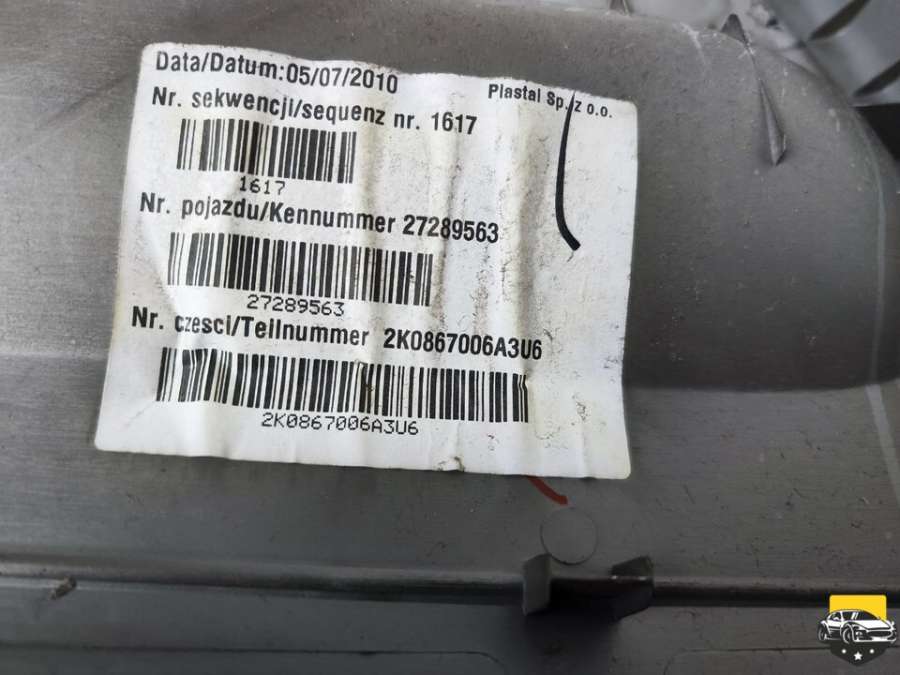 Data/Datum:05/07/2010
Plastal Sp. z o.o.
Nr. sekwencji/sequenz nr. 1617
1617
Nr. pojazdu/Kennummer 27289563
27289563
Nr. czesci/Teilnummer 2K0867006A3U6
2K0867006A3U6